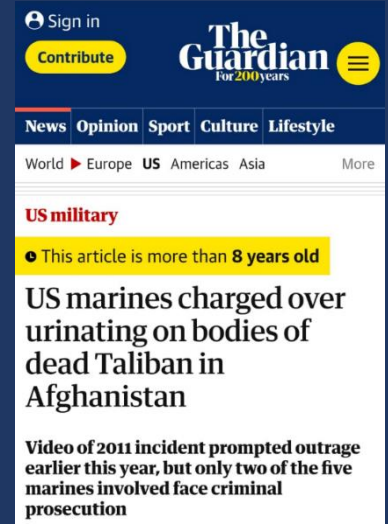 Sign in
Contribute
The
Guardian
For 200 years
News Opinion Sport Culture Lifestyle
World Europe US Americas Asia More
US military
This article is more than 8 years old
US marines charged over
urinating on bodies of
dead Taliban in
Afghanistan
Video of 2011 incident prompted outrage
earlier this year, but only two of the five
marines involved face criminal
prosecution